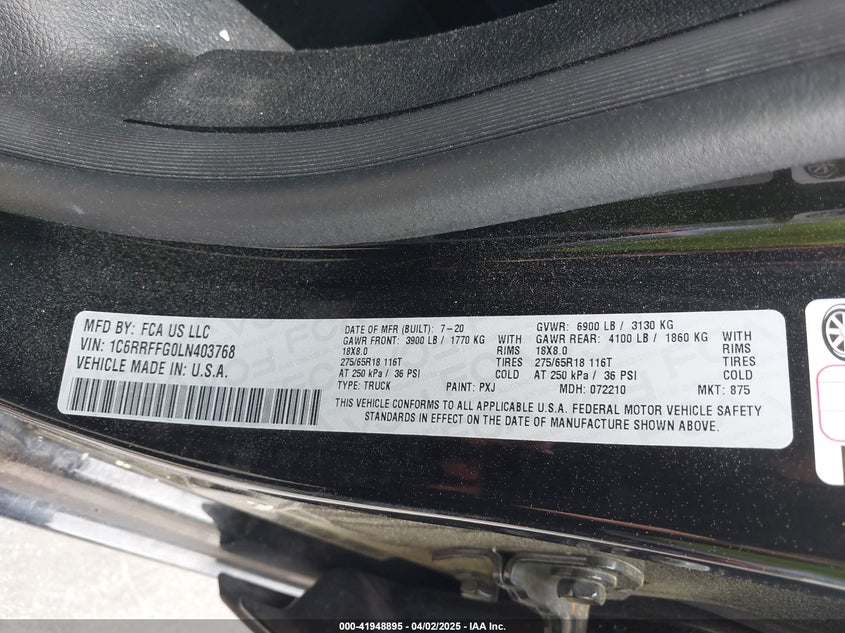 MFD BY: FCA US LLC
VIN: 1C6RRFFG0LN403768
VEHICLE MADE IN: U.S.A.
DATE OF MFR (BUILT): 7-20 GVWR: 6900 LB / 3130 KG
GAWR FRONT: 3900 LB / 1770 KG WITH GAWR REAR: 4100 LB / 1860 KG WITH
18X8.0 RIMS 18X8.0 RIMS
275/65R18 116T TIRES 275/65R18 116T TIRES
AT 250 kPa / 36 PSI COLD AT 250 kPa / 36 PSI COLD
TYPE: TRUCK PAINT: PXJ MDH: 072210 MKT: 875
THIS VEHICLE CONFORMS TO ALL APPLICABLE U.S.A. FEDERAL MOTOR VEHICLE SAFETY
STANDARDS IN EFFECT ON THE DATE OF MANUFACTURE SHOWN ABOVE.
000-41948895 - 04/02/2025 - IAA Inc.